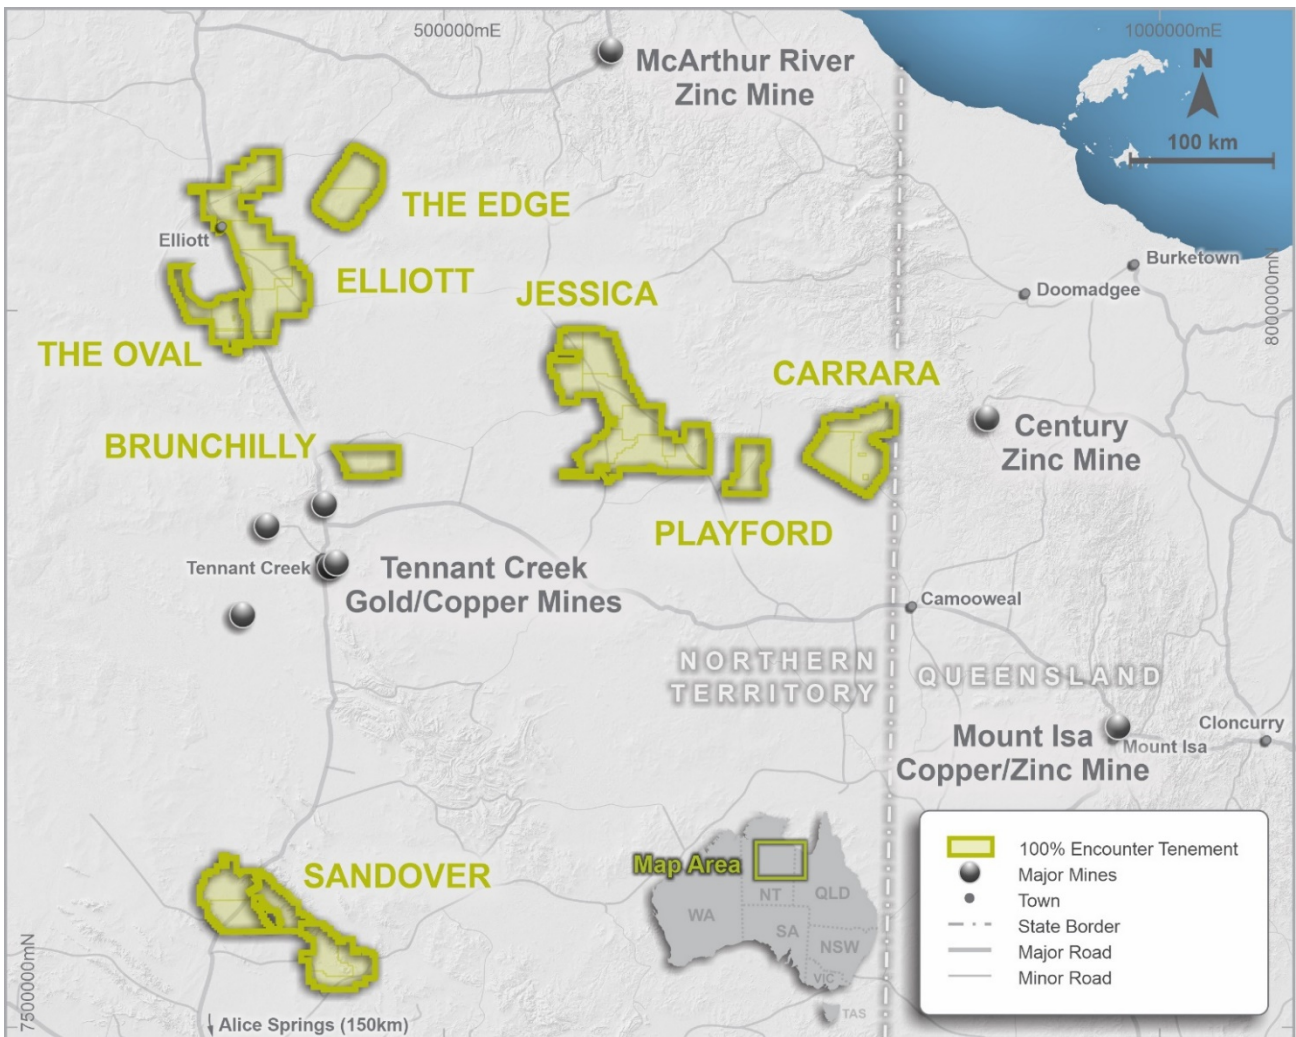 500000mE
1000000mE
McArthur River
Zinc Mine
N
100 km
THE EDGE
Elliott
ELLIOTT
Burketown
Doomadgee
JESSICA
8000000mN
THE OVAL
CARRARA
BRUNCHILLY
Century
Zinc Mine
PLAYFORD
Tennant Creek
Tennant Creek
Gold/Copper Mines
Camooweal
NORTHERN
TERRITORY
QUEENSLAND
Mount Isa
Copper/Zinc Mine
Mount Isa
Cloncurry
SANDOVER
Map Area
NT
QLD
WA
SA
NSW
VIC
TAS
100% Encounter Tenement
Major Mines
Town
State Border
Major Road
Minor Road
7500000mN
Alice Springs (150km)